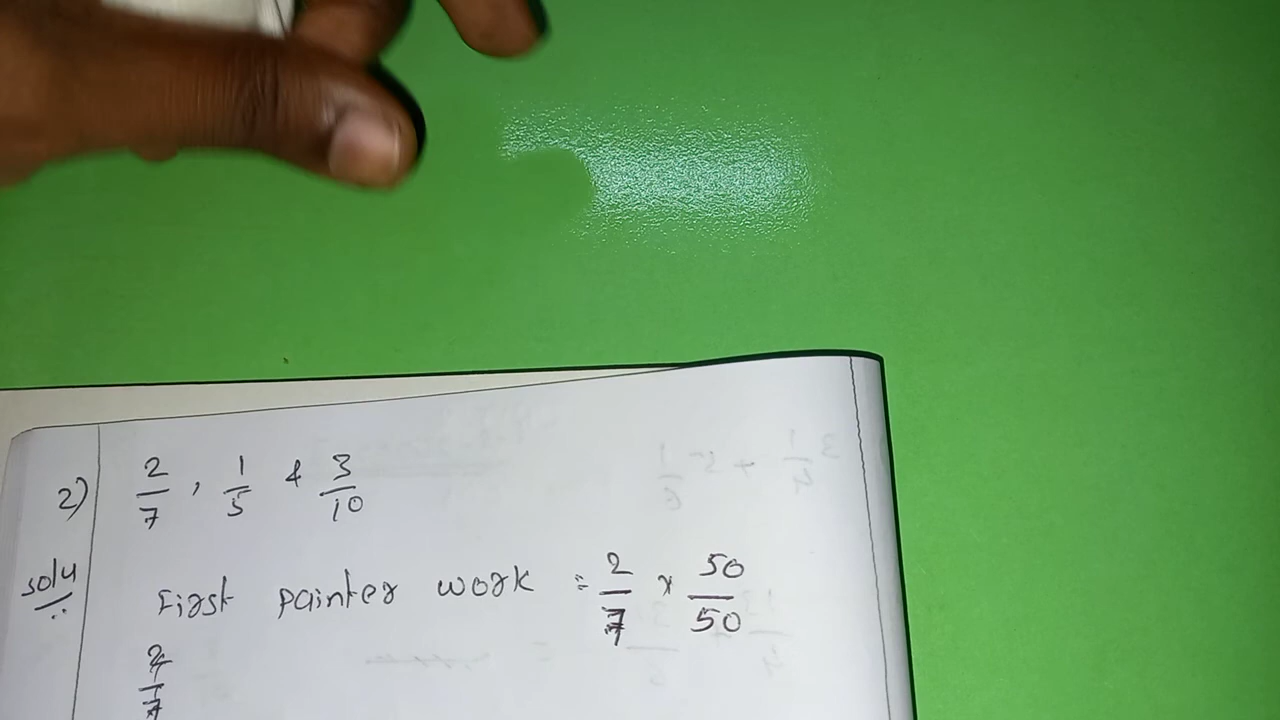 2) 2/7 , 1/5 & 3/10
Solu First painter work = 2/7 x 50/50
2/7